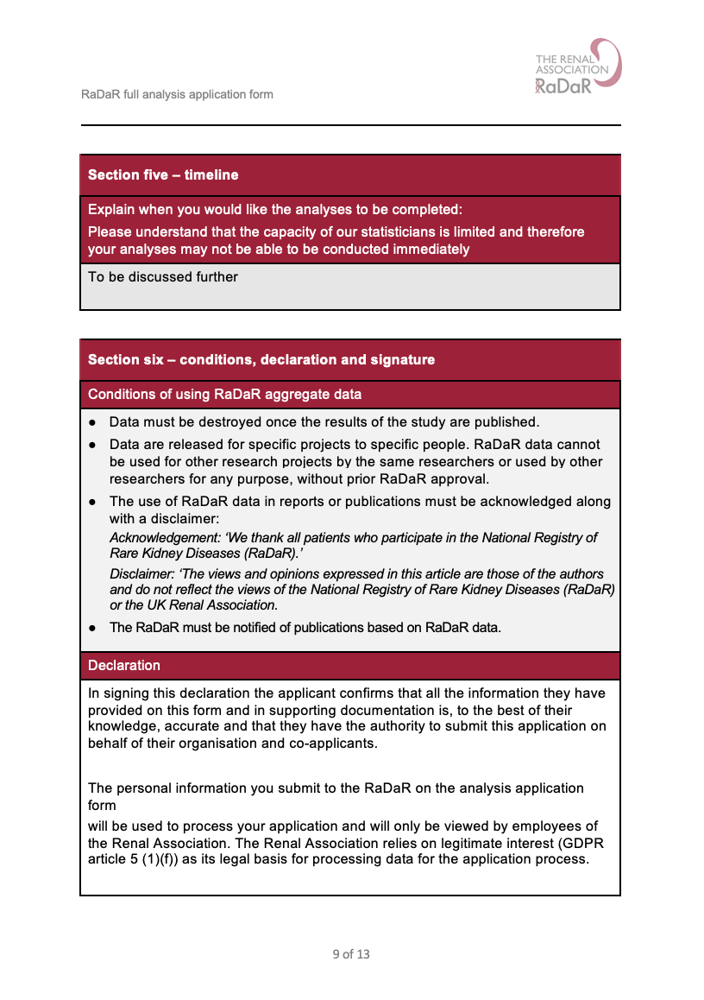 THE RENAL
ASSOCIATION
RaDaR
RaDaR full analysis application form
Section five – timeline
Explain when you would like the analyses to be completed:
Please understand that the capacity of our statisticians is limited and therefore
your analyses may not be able to be conducted immediately
To be discussed further
Section six – conditions, declaration and signature
Conditions of using RaDaR aggregate data
● Data must be destroyed once the results of the study are published.
● Data are released for specific projects to specific people. RaDaR data cannot
be used for other research projects by the same researchers or used by other
researchers for any purpose, without prior RaDaR approval.
● The use of RaDaR data in reports or publications must be acknowledged along
with a disclaimer:
Acknowledgement: ‘We thank all patients who participate in the National Registry of
Rare Kidney Diseases (RaDaR).’
Disclaimer: ‘The views and opinions expressed in this article are those of the authors
and do not reflect the views of the National Registry of Rare Kidney Diseases (RaDaR)
or the UK Renal Association.
● The RaDaR must be notified of publications based on RaDaR data.
Declaration
In signing this declaration the applicant confirms that all the information they have
provided on this form and in supporting documentation is, to the best of their
knowledge, accurate and that they have the authority to submit this application on
behalf of their organisation and co-applicants.
The personal information you submit to the RaDaR on the analysis application
form
will be used to process your application and will only be viewed by employees of
the Renal Association. The Renal Association relies on legitimate interest (GDPR
article 5 (1)(f)) as its legal basis for processing data for the application process.
9 of 13